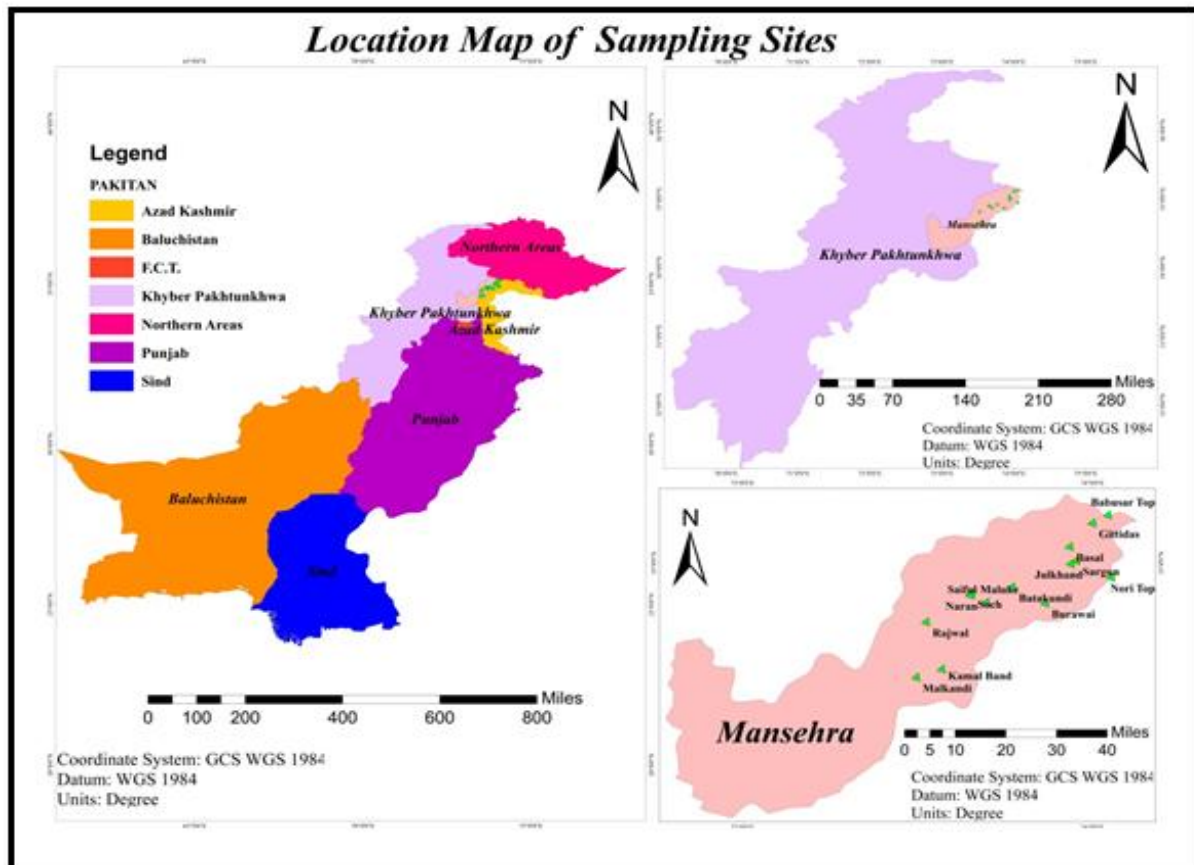 Location Map of Sampling Sites
N
Legend
PAKITAN
Azad Kashmir
Baluchistan
F.C.T.
Khyber Pakhtunkhwa
Northern Areas
Punjab
Sind
Northern Areas
Khyber Pakhtunkhwa
Azad Kashmir
Punjab
Baluchistan
Sind
Miles
0 100 200 400 600 800
Coordinate System: GCS WGS 1984
Datum: WGS 1984
Units: Degree
N
Mansehra
Khyber Pakhtunkhwa
Miles
0 35 70 140 210 280
Coordinate System: GCS WGS 1984
Datum: WGS 1984
Units: Degree
N
Babusar Top
Gittidas
Basal
Julkhand
Nori Top
Batakundi
Naran
Burawai
Rajwal
Kamal Band
Malkandi
Mansehra
Miles
0 5 10 20 30 40
Coordinate System: GCS WGS 1984
Datum: WGS 1984
Units: Degree